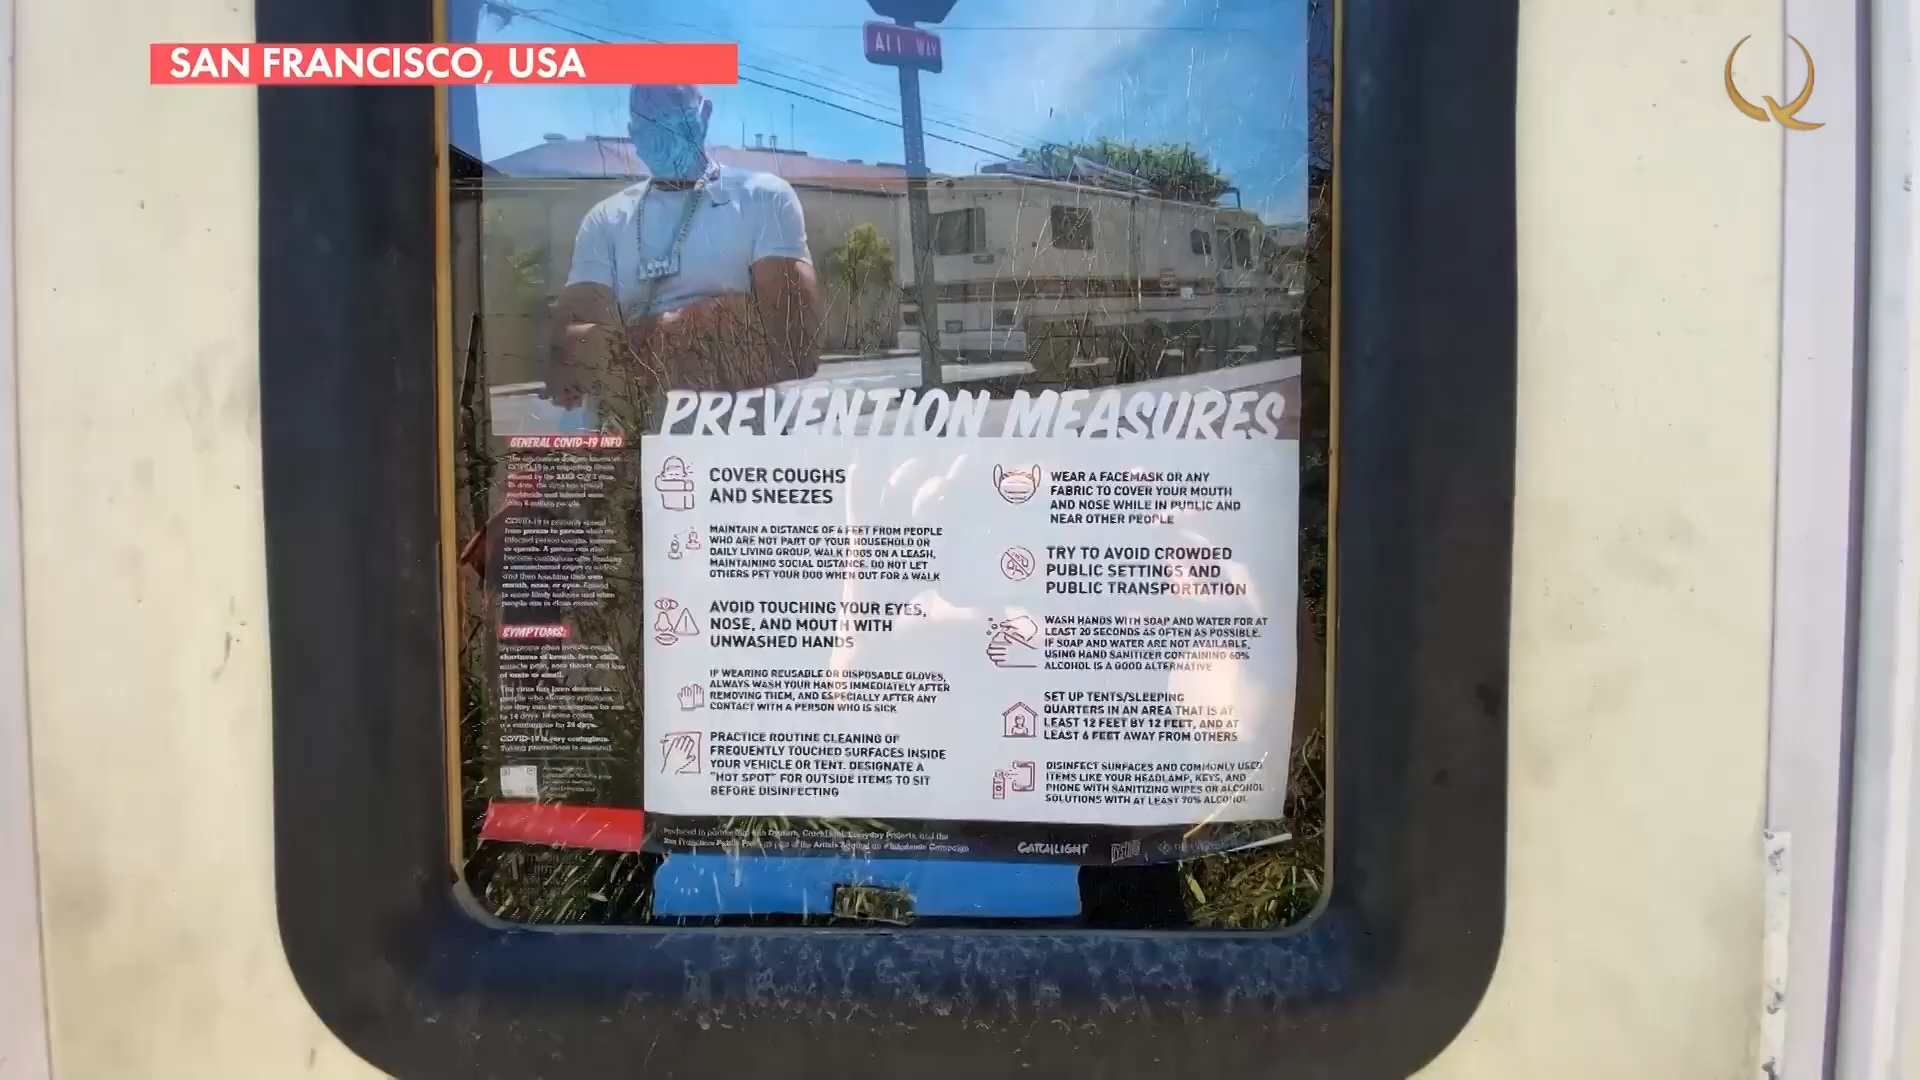 SAN FRANCISCO, USA
ALL WAY
PREVENTION MEASURES
GENERAL COVID-19 INFO
COVER COUGHS
AND SNEEZES
MAINTAIN A DISTANCE OF 6 FEET FROM PEOPLE
WHO ARE NOT PART OF YOUR HOUSEHOLD OR
DAILY LIVING GROUP. WALK DOGS ON A LEASH,
MAINTAINING SOCIAL DISTANCE. DO NOT LET
OTHERS PET YOUR DOG WHEN OUT FOR A WALK
AVOID TOUCHING YOUR EYES,
NOSE, AND MOUTH WITH
UNWASHED HANDS
IF WEARING REUSABLE OR DISPOSABLE GLOVES,
ALWAYS WASH YOUR HANDS IMMEDIATELY AFTER
REMOVING THEM, AND ESPECIALLY AFTER ANY
CONTACT WITH A PERSON WHO IS SICK
PRACTICE ROUTINE CLEANING OF
FREQUENTLY TOUCHED SURFACES INSIDE
YOUR VEHICLE OR TENT. DESIGNATE A
"HOT SPOT" FOR OUTSIDE ITEMS TO SIT
BEFORE DISINFECTING
WEAR A FACEMASK OR ANY
FABRIC TO COVER YOUR MOUTH
AND NOSE WHILE IN PUBLIC AND
NEAR OTHER PEOPLE
TRY TO AVOID CROWDED
PUBLIC SETTINGS AND
PUBLIC TRANSPORTATION
WASH HANDS WITH SOAP AND WATER FOR AT
LEAST 20 SECONDS AS OFTEN AS POSSIBLE.
IF SOAP AND WATER ARE NOT AVAILABLE,
USING HAND SANITIZER CONTAINING 60%
ALCOHOL IS A GOOD ALTERNATIVE
SET UP TENTS/SLEEPING
QUARTERS IN AN AREA THAT IS AT
LEAST 12 FEET BY 12 FEET, AND AT
LEAST 6 FEET AWAY FROM OTHERS
DISINFECT SURFACES AND COMMONLY USED
ITEMS LIKE YOUR HEADLAMP, KEYS, AND
PHONE WITH SANITIZING WIPES OR ALCOHOL
SOLUTIONS WITH AT LEAST 70% ALCOHOL
SYMPTOMS:
COVID-19 is very contagious.
CATCHLIGHT